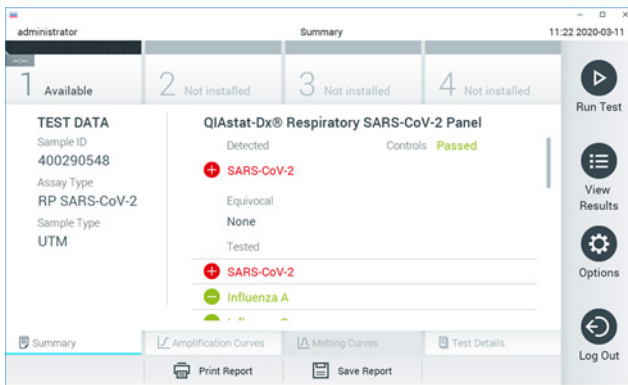 administrator Summary 11:22 2020-03-11
1 Available 2 Not installed 3 Not installed 4 Not installed
Run Test
TEST DATA
Sample ID
400290548
Assay Type
RP SARS-CoV-2
Sample Type
UTM
QIAstat-Dx® Respiratory SARS-CoV-2 Panel
Detected Controls Passed
SARS-CoV-2
Equivocal
None
Tested
SARS-CoV-2
Influenza A
View
Results
Options
Log Out
Summary Amplification Curves Melting Curves Test Details
Print Report Save Report